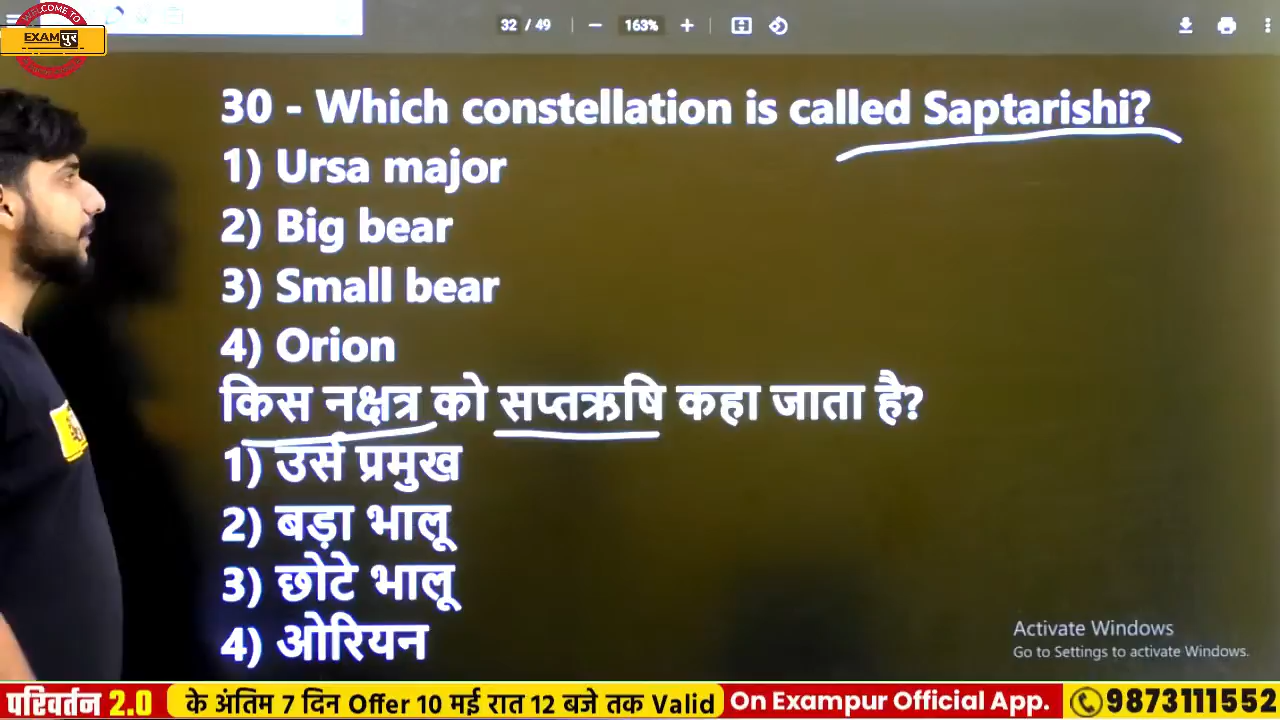 WELCOME TO
EXAMपुर
32 / 49
163%
30 - Which constellation is called Saptarishi?
1) Ursa major
2) Big bear
3) Small bear
4) Orion
किस नक्षत्र को सप्तऋषि कहा जाता है?
1) उर्स प्रमुख
2) बड़ा भालू
3) छोटे भालू
4) ओरियन
Activate Windows
Go to Settings to activate Windows.
परिवर्तन 2.0 के अंतिम 7 दिन Offer 10 मई रात 12 बजे तक Valid On Exampur Official App. 9873111552